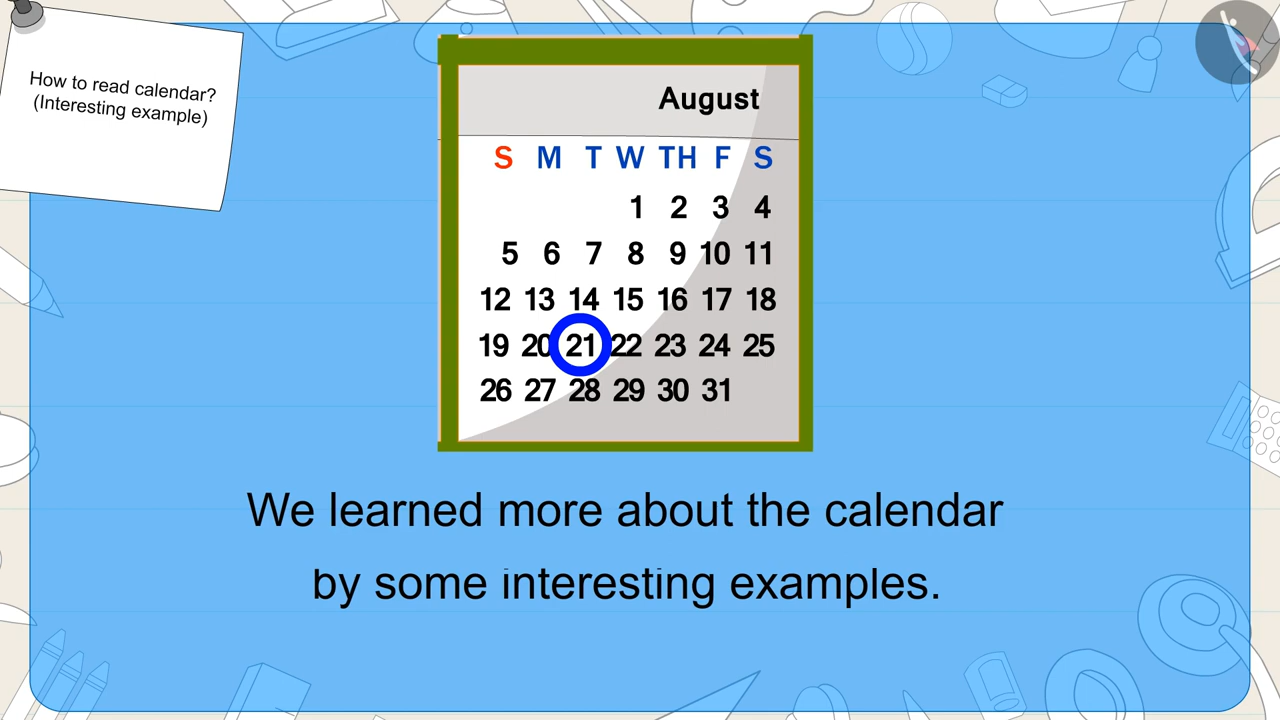 How to read calendar?
(Interesting example)
August
S M T W TH F S
1 2 3 4
5 6 7 8 9 10 11
12 13 14 15 16 17 18
19 20 21 22 23 24 25
26 27 28 29 30 31
We learned more about the calendar
by some interesting examples.